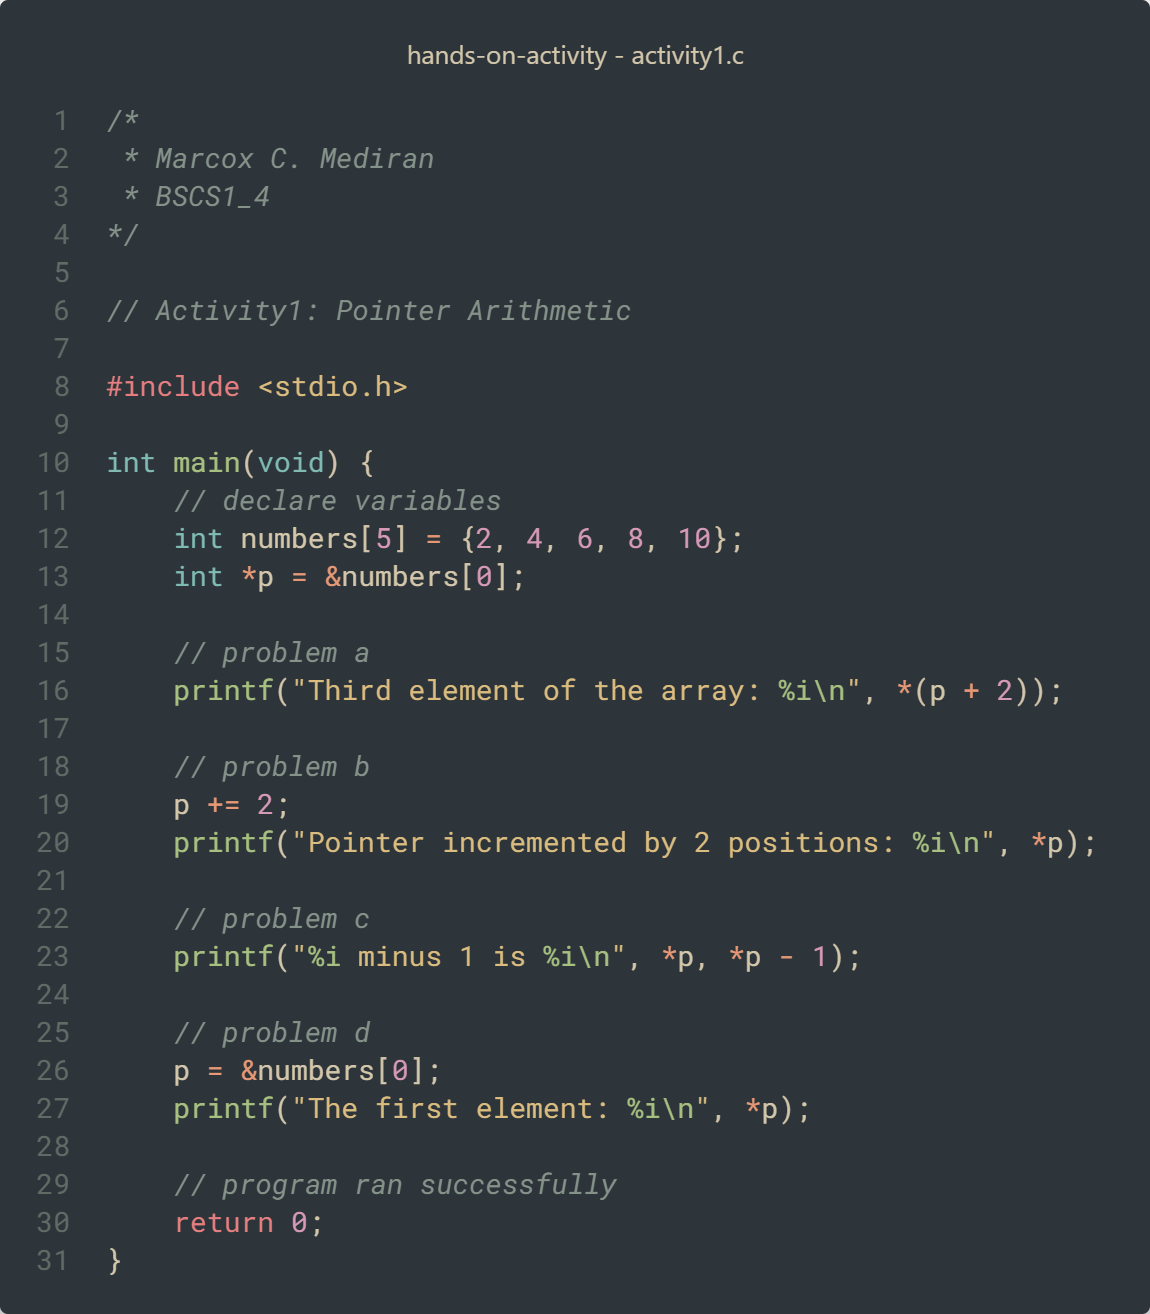 hands-on-activity - activity1.c
1 /*
2  * Marcox C. Mediran
3  * BSCS1_4
4 */
5
6 // Activity1: Pointer Arithmetic
7
8 #include <stdio.h>
9
10 int main(void) {
11     // declare variables
12     int numbers[5] = {2, 4, 6, 8, 10};
13     int *p = &numbers[0];
14
15     // problem a
16     printf("Third element of the array: %i\n", *(p + 2));
17
18     // problem b
19     p += 2;
20     printf("Pointer incremented by 2 positions: %i\n", *p);
21
22     // problem c
23     printf("%i minus 1 is %i\n", *p, *p - 1);
24
25     // problem d
26     p = &numbers[0];
27     printf("The first element: %i\n", *p);
28
29     // program ran successfully
30     return 0;
31 }